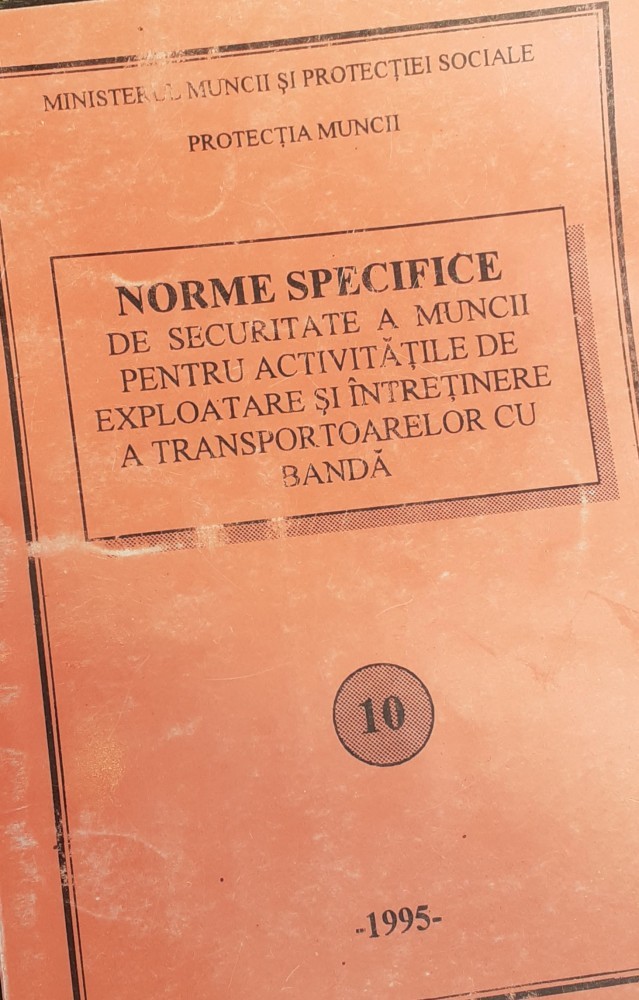 MINISTERUL MUNCII ŞI PROTECŢIEI SOCIALE
PROTECŢIA MUNCII
NORME SPECIFICE
DE SECURITATE A MUNCII
PENTRU ACTIVITĂŢILE DE
EXPLOATARE ŞI ÎNTREŢINERE
A TRANSPORTOARELOR CU
BANDĂ
10
-1995-